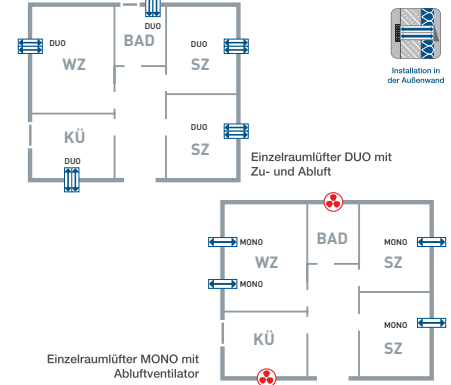 DUO
BAD
DUO
WZ
DUO
SZ
KÜ
DUO
DUO
SZ
Installation in
der Außenwand
Einzelraumlüfter DUO mit
Zu- und Abluft
MONO
WZ
BAD
MONO
SZ
MONO
KÜ
MONO
SZ
Einzelraumlüfter MONO mit
Abluftventilator